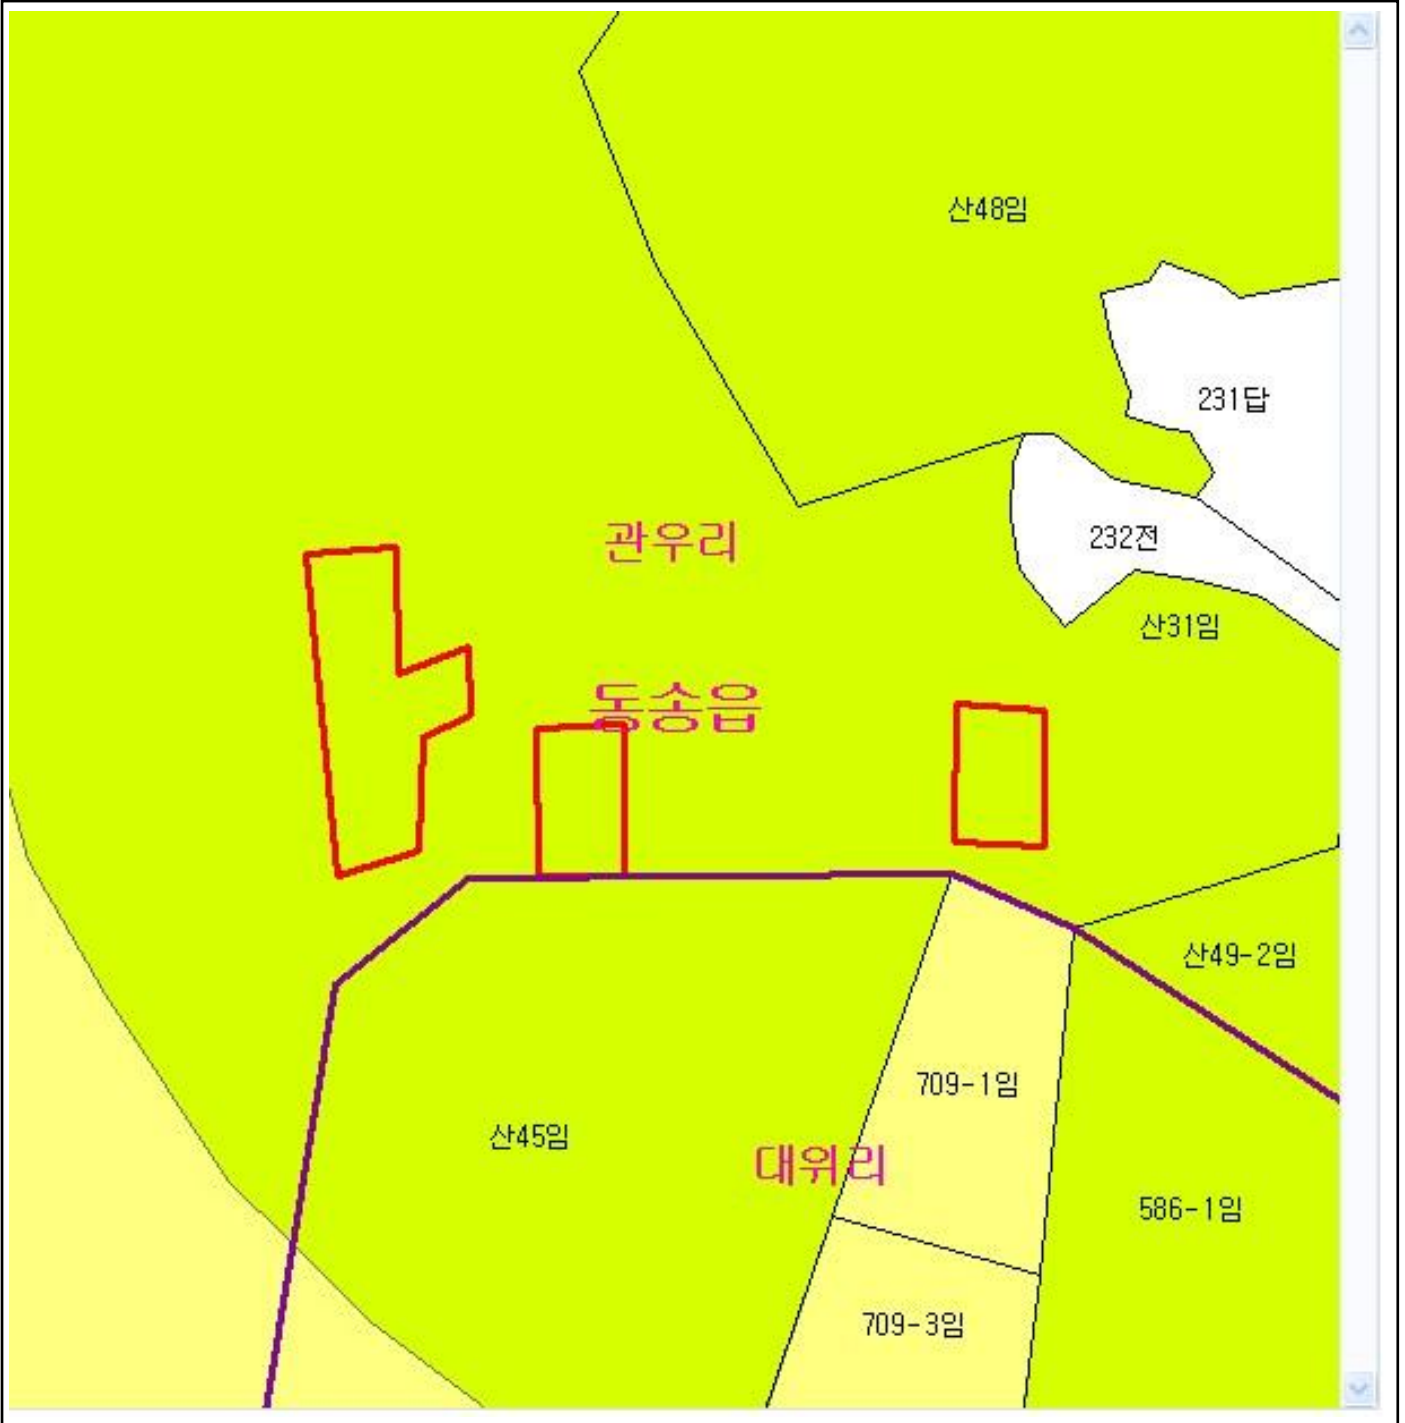 산48임
231답
232전
관우리
산31임
동송읍
산49-2임
709-1임
산45임
대위리
586-1임
709-3임